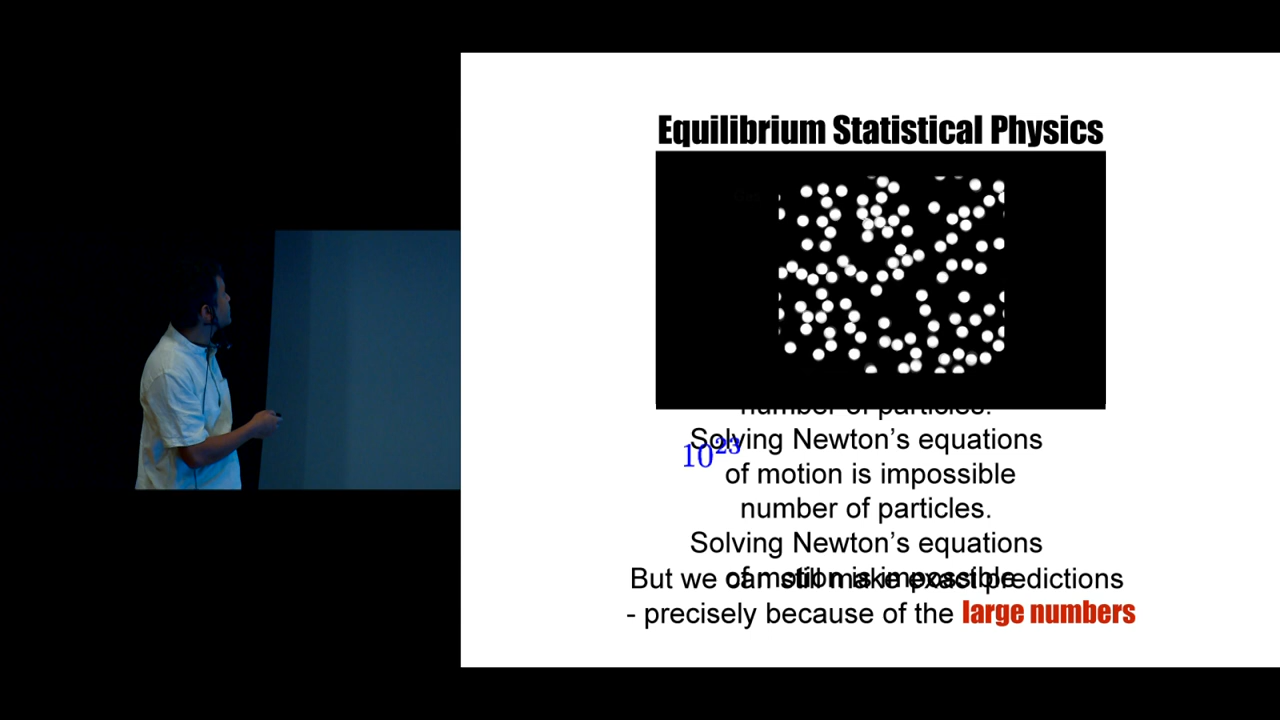 Equilibrium Statistical Physics
number of particles.
Solving Newton's equations
10²³
of motion is impossible
number of particles.
Solving Newton's equations
of motion is impossible
But we can still make exact predictions
- precisely because of the large numbers